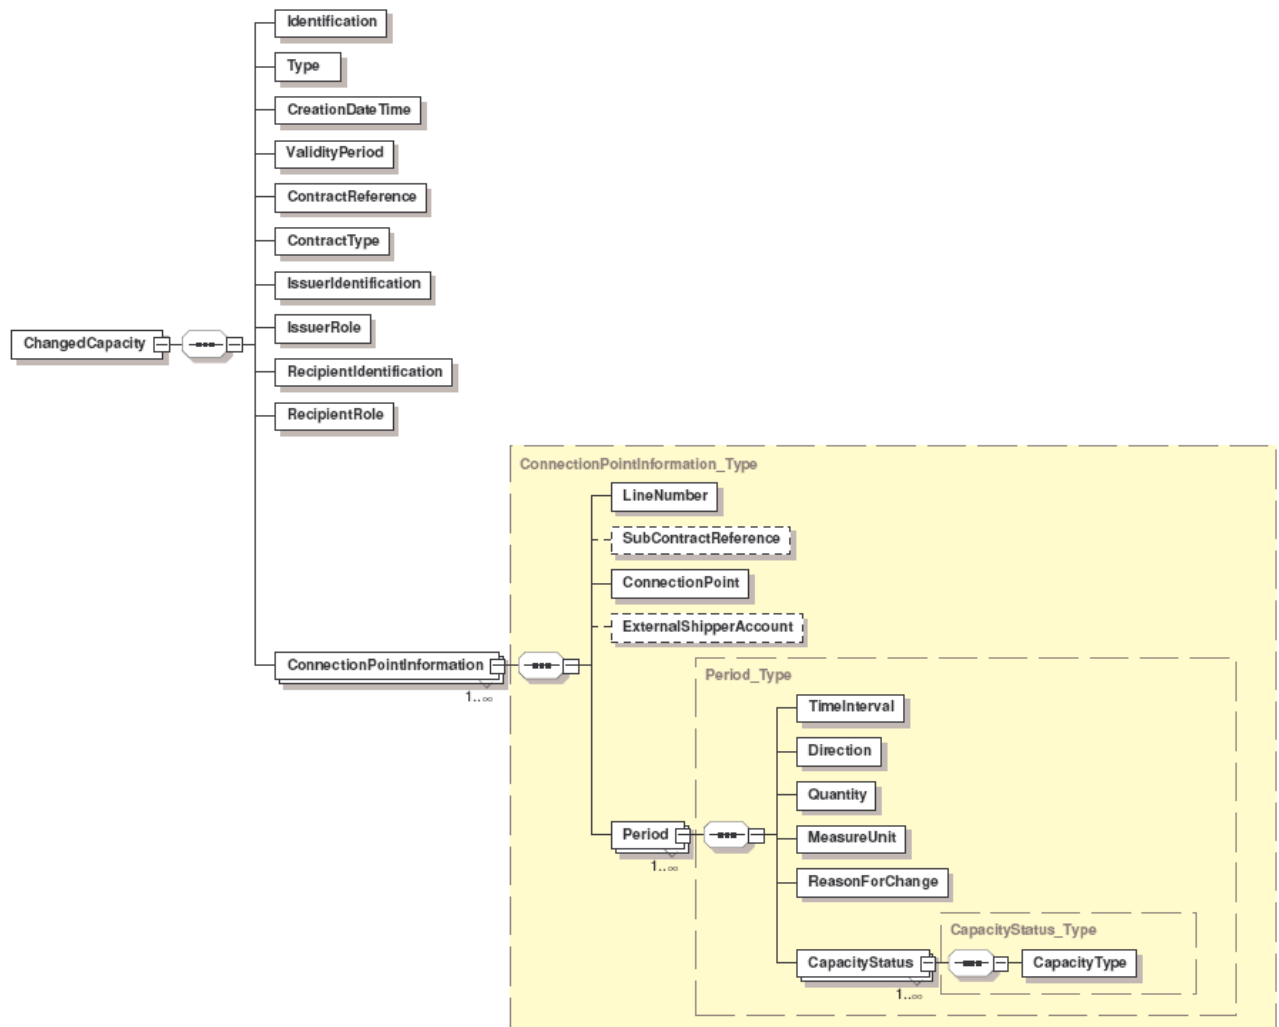 Identification
Type
CreationDateTime
ValidityPeriod
ContractReference
ContractType
IssuerIdentification
IssuerRole
ChangedCapacity
RecipientIdentification
RecipientRole
ConnectionPointInformation_Type
LineNumber
SubContractReference
ConnectionPoint
ExternalShipperAccount
ConnectionPointInformation
1..∞
Period_Type
TimeInterval
Direction
Quantity
MeasureUnit
Period
1..∞
ReasonForChange
CapacityStatus_Type
CapacityStatus
CapacityType
1..∞